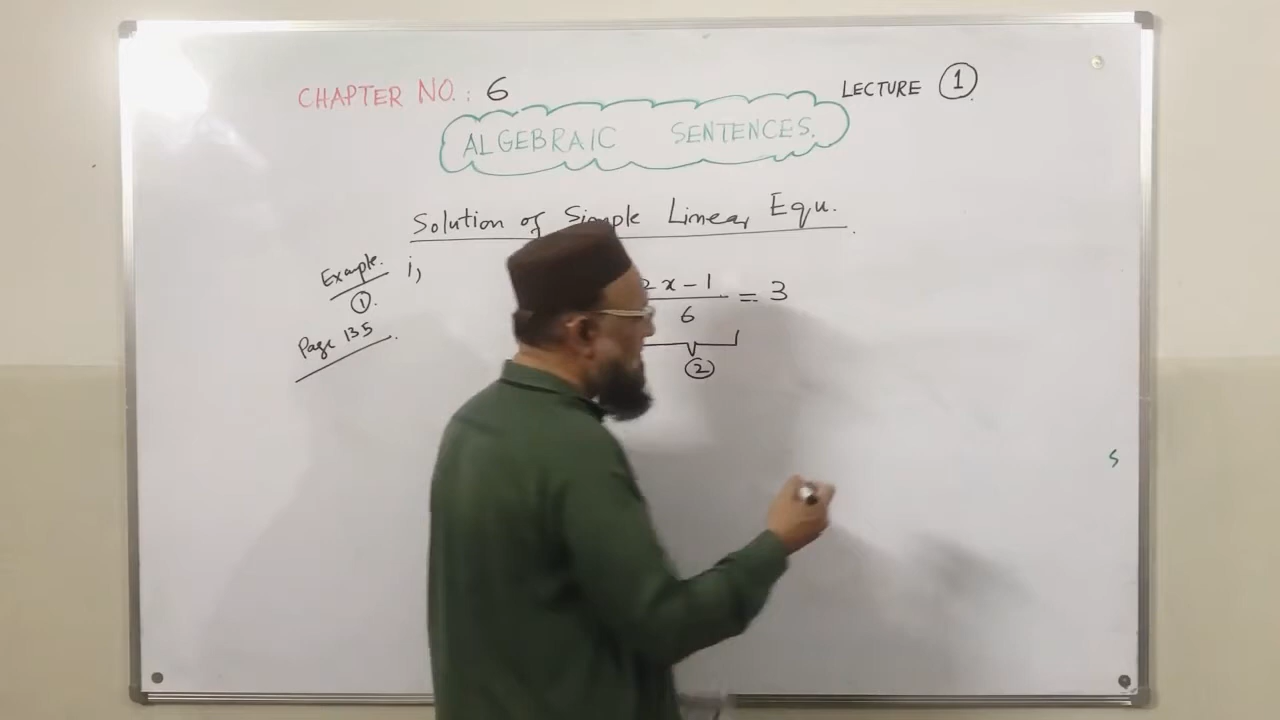 CHAPTER NO.: 6
LECTURE 1
ALGEBRAIC SENTENCES.
Solution of Simple Linear Equ.
Example. i,
1.
Page 135
2x-1
= 3
6
2
S